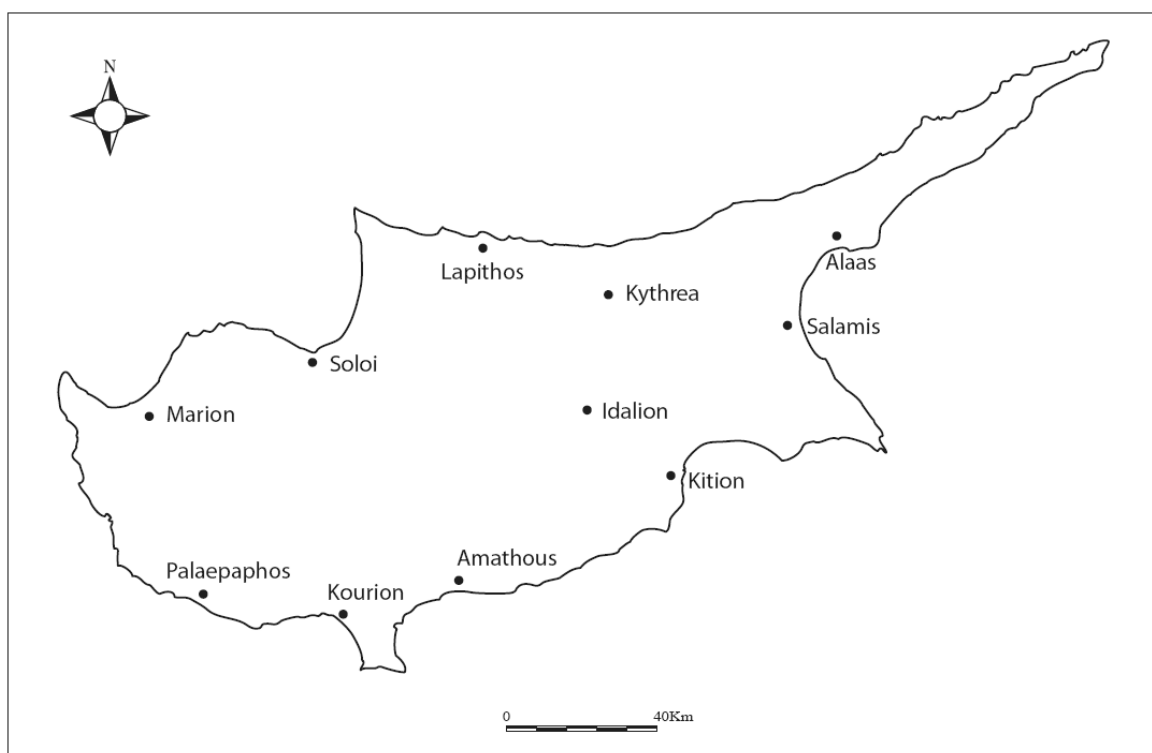 N
Lapithos
Alaas
Kythrea
Salamis
Soloi
Marion
Idalion
Kition
Amathous
Palaepaphos
Kourion
0 40Km